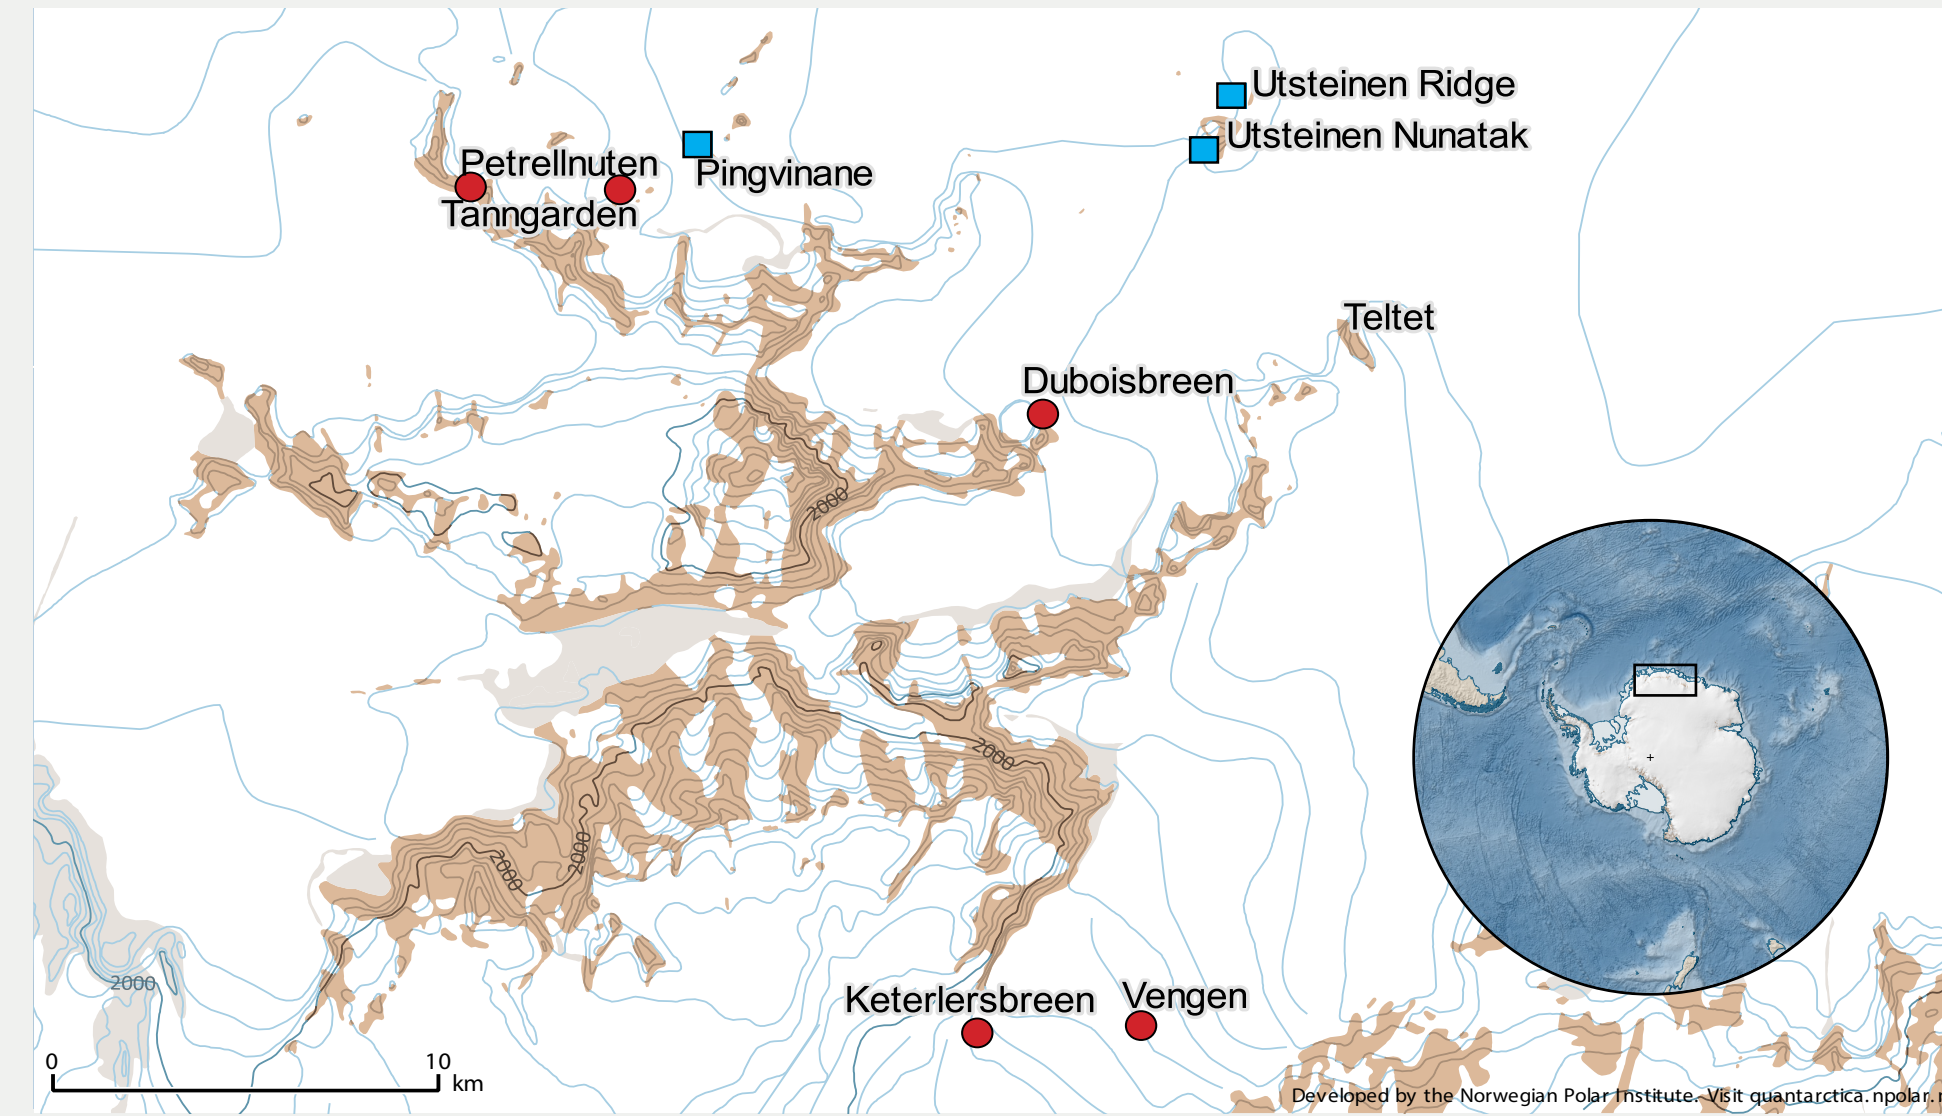 Utsteinen Ridge
Utsteinen Nunatak
Petrellnuten
Pingvinane
Tanngarden
Teltet
Duboisbreen
2000
2000
2000
2000
2000
Keterlersbreen
Vengen
0 10
km
Developed by the Norwegian Polar Institute. Visit quantarctica.npolar.